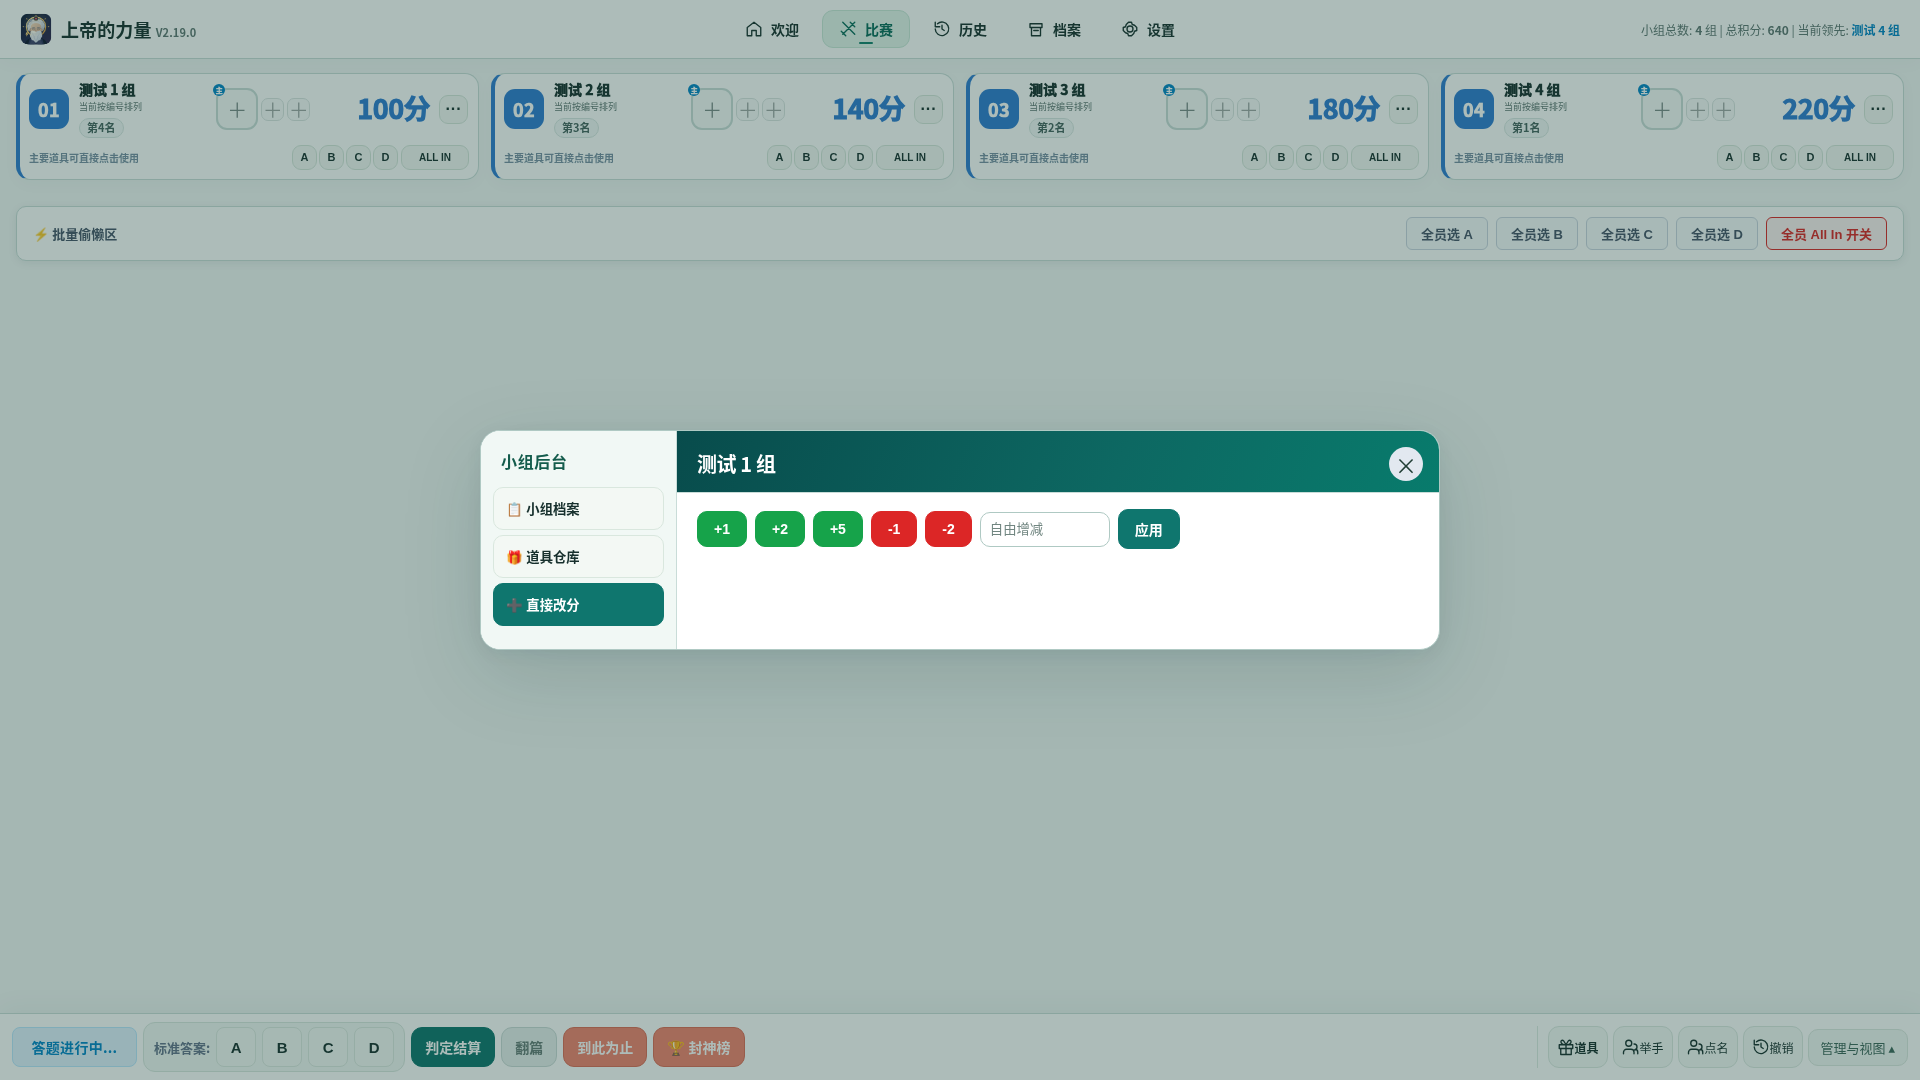 上帝的力量 V2.19.0
欢迎
比赛
历史
档案
设置
小组总数: 4 组 | 总积分: 640 | 当前领先: 测试 4 组
01
测试 1 组
当前按编号排列
第4名
主
100分
主要道具可直接点击使用
A B C D ALL IN
02
测试 2 组
当前按编号排列
第3名
主
140分
主要道具可直接点击使用
A B C D ALL IN
03
测试 3 组
当前按编号排列
第2名
主
180分
主要道具可直接点击使用
A B C D ALL IN
04
测试 4 组
当前按编号排列
第1名
主
220分
主要道具可直接点击使用
A B C D ALL IN
⚡ 批量偷懒区
全员选 A
全员选 B
全员选 C
全员选 D
全员 All In 开关
小组后台
📋 小组档案
🎁 道具仓库
➕ 直接改分
测试 1 组
+1 +2 +5 -1 -2 自由增减 应用
答题进行中...
标准答案: A B C D
判定结算
翻篇
到此为止
🏆 封神榜
道具
举手
点名
撤销
管理与视图 ▴